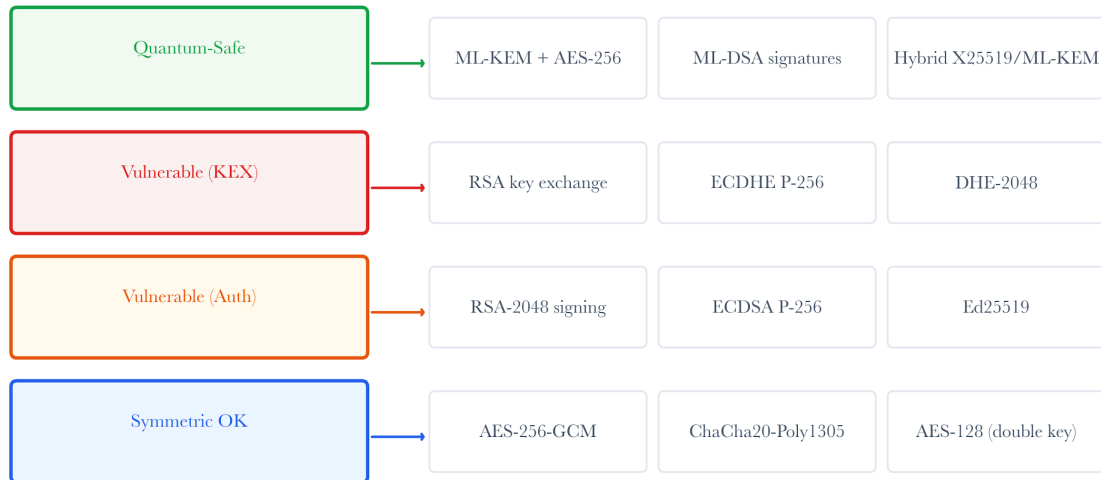 Quantum-Safe
ML-KEM + AES-256
ML-DSA signatures
Hybrid X25519/ML-KEM
Vulnerable (KEX)
RSA key exchange
ECDHE P-256
DHE-2048
Vulnerable (Auth)
RSA-2048 signing
ECDSA P-256
Ed25519
Symmetric OK
AES-256-GCM
ChaCha20-Poly1305
AES-128 (double key)